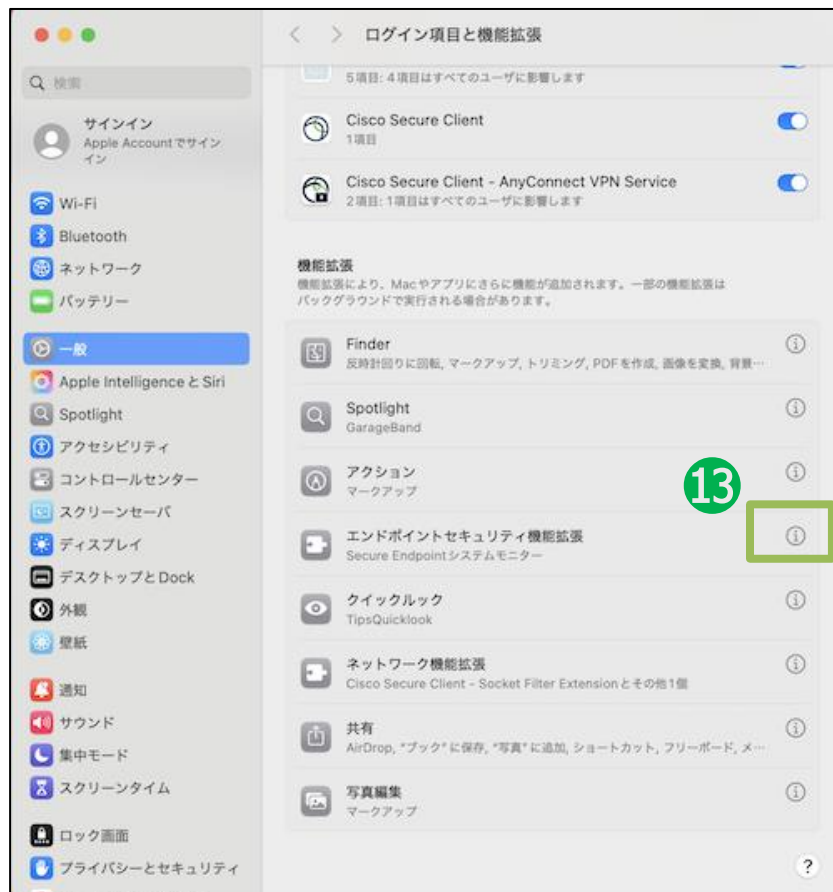 ログイン項目と機能拡張
検索
サインイン
Apple Accountでサイン
イン
Wi-Fi
Bluetooth
ネットワーク
バッテリー
一般
Apple Intelligence と Siri
Spotlight
アクセシビリティ
コントロールセンター
スクリーンセーバ
ディスプレイ
デスクトップとDock
外観
壁紙
通知
サウンド
集中モード
スクリーンタイム
ロック画面
プライバシーとセキュリティ
5項目: 4項目はすべてのユーザに影響します
Cisco Secure Client
1項目
Cisco Secure Client - AnyConnect VPN Service
2項目: 1項目はすべてのユーザに影響します
機能拡張
機能拡張により、Macやアプリにさらに機能が追加されます。一部の機能拡張は
バックグラウンドで実行される場合があります。
Finder
反時計回りに回転, マークアップ, トリミング, PDFを作成, 画像を変換, 背景…
Spotlight
GarageBand
アクション
マークアップ
13
エンドポイントセキュリティ機能拡張
Secure Endpointシステムモニター
クイックルック
TipsQuicklook
ネットワーク機能拡張
Cisco Secure Client - Socket Filter Extensionとその他1個
共有
AirDrop, "ブック"に保存, "写真"に追加, ショートカット, フリーボード, メ…
写真編集
マークアップ
?